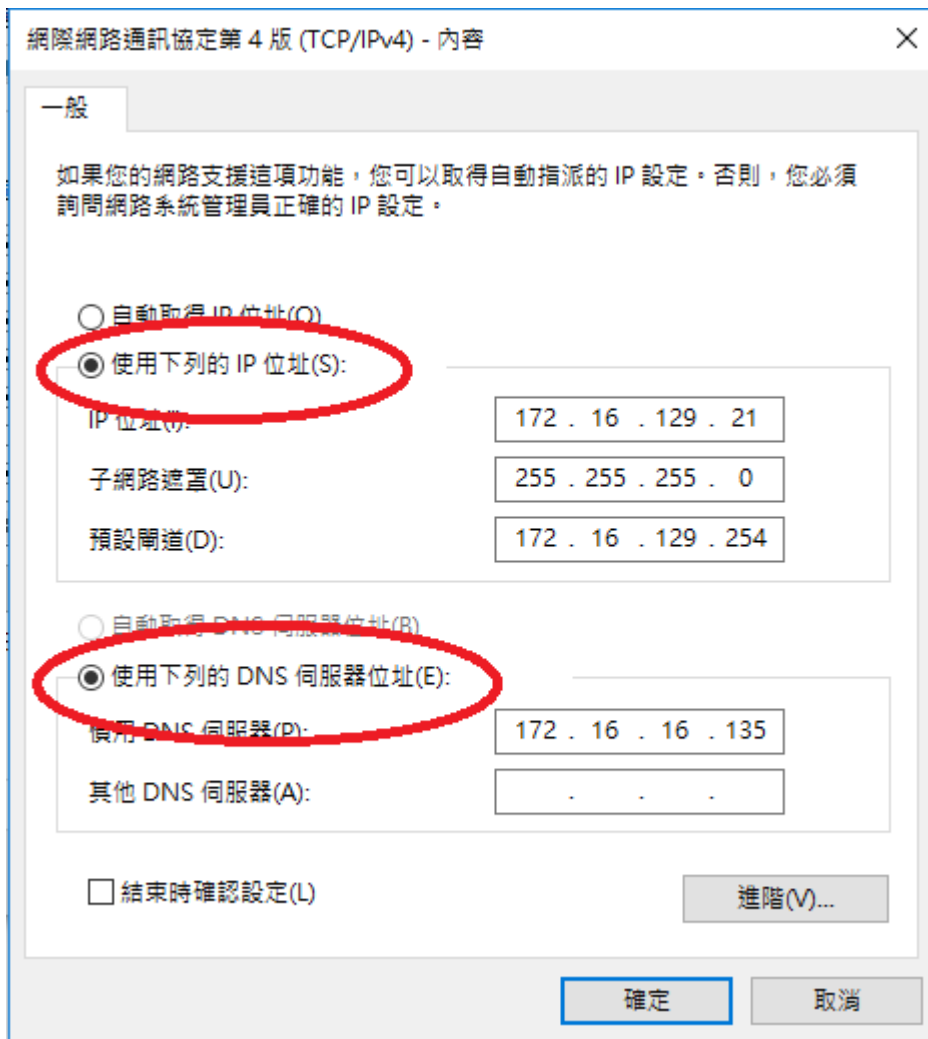 網際網路通訊協定第 4 版 (TCP/IPv4) - 內容
一般
如果您的網路支援這項功能，您可以取得自動指派的 IP 設定。否則，您必須
詢問網路系統管理員正確的 IP 設定。
自動取得 IP 位址(O)
使用下列的 IP 位址(S):
IP 位址(I): 172 . 16 . 129 . 21
子網路遮罩(U): 255 . 255 . 255 . 0
預設閘道(D): 172 . 16 . 129 . 254
自動取得 DNS 伺服器位址(B)
使用下列的 DNS 伺服器位址(E):
慣用 DNS 伺服器(P): 172 . 16 . 16 . 135
其他 DNS 伺服器(A): . . .
結束時確認設定(L)
進階(V)...
確定 取消